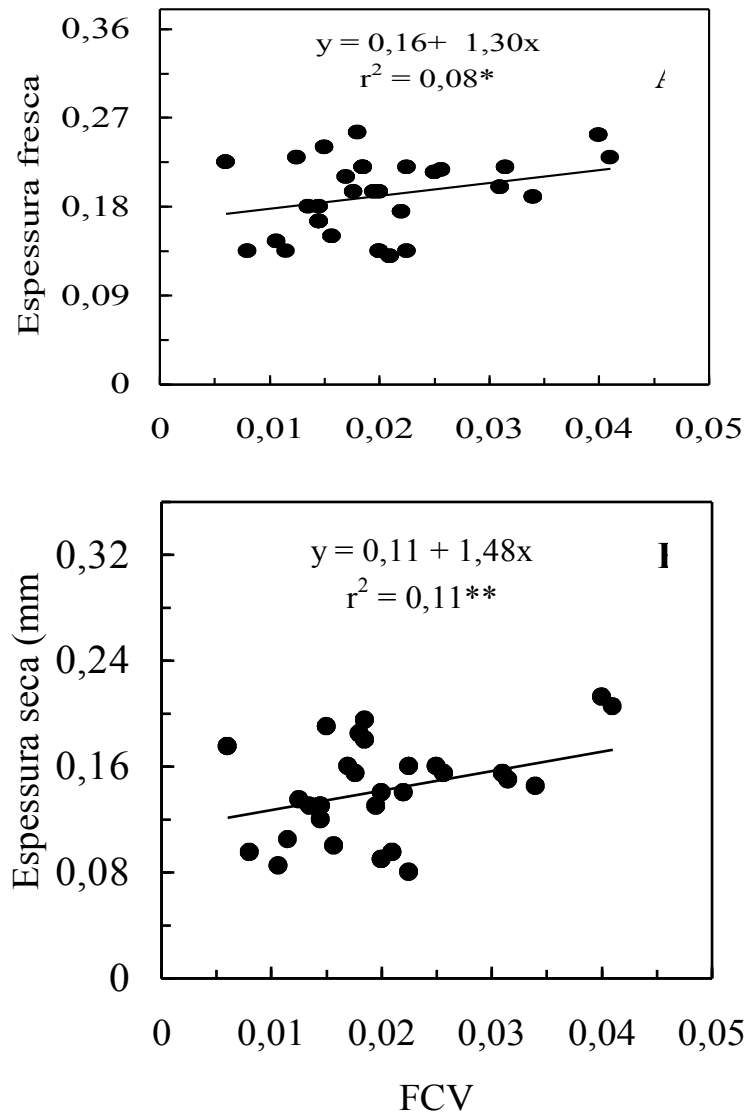 0,36
y = 0,16+ 1,30x
r² = 0,08*
0,27
0,18
0,09
0
Espessura fresca
0 0,01 0,02 0,03 0,04 0,05
0,32
y = 0,11 + 1,48x
r² = 0,11**
0,24
0,16
0,08
0
Espessura seca (mm
0 0,01 0,02 0,03 0,04 0,05
FCV